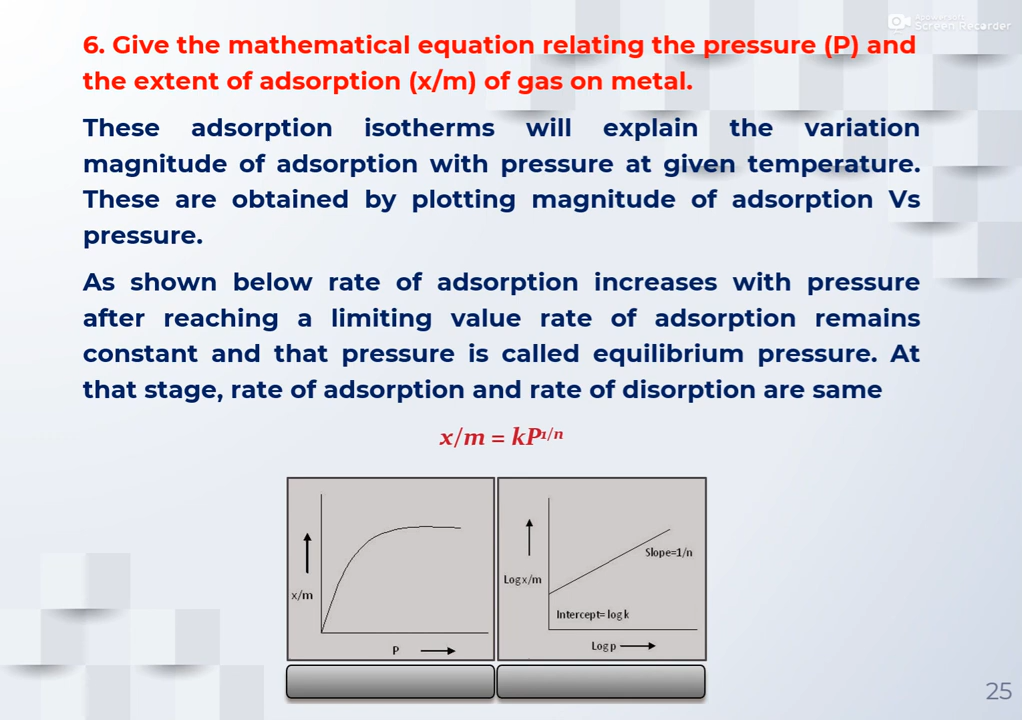 Apowersoft
Screen Recorder
6. Give the mathematical equation relating the pressure (P) and
the extent of adsorption (x/m) of gas on metal.
These adsorption isotherms will explain the variation
magnitude of adsorption with pressure at given temperature.
These are obtained by plotting magnitude of adsorption Vs
pressure.
As shown below rate of adsorption increases with pressure
after reaching a limiting value rate of adsorption remains
constant and that pressure is called equilibrium pressure. At
that stage, rate of adsorption and rate of disorption are same
x/m = kP¹/ⁿ
x/m
P
Slope=1/n
Logx/m
Intercept= logk
Logp
25